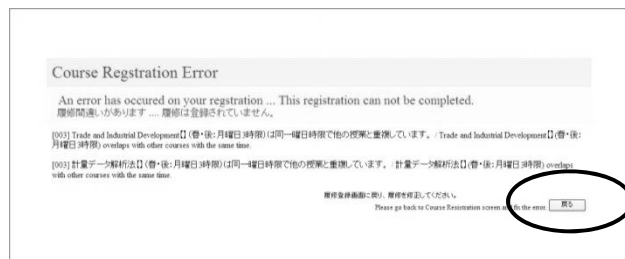 Course Regstration Error
An error has occured on your regstration ... This registration can not be completed.
履修間違いがあります .... 履修は登録されていません。
[003] Trade and Industrial Development【】（春・後：月曜日3時限）は同一曜日時限で他の授業と重複しています。 / Trade and Industrial Development【】（春・後：
月曜日3時限) overlaps with other courses with the same time.
[003] 計量データ解析法【】（春・後：月曜日3時限）は同一曜日時限で他の授業と重複しています。 / 計量データ解析法【】（春・後：月曜日3時限) overlaps
with other courses with the same time.
履修登録画面に戻り、履修を修正してください。
Please go back to Course Resistration screen and fix the error. 戻る